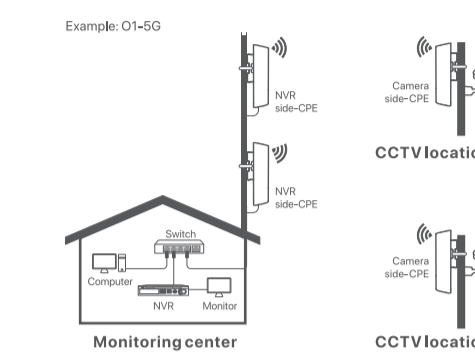 Example: O1-5G
NVR
side-CPE
Camera
side-CPE
CCTV locatio
NVR
side-CPE
Switch
Computer
NVR
Monitor
Camera
side-CPE
Monitoring center
CCTV locatio